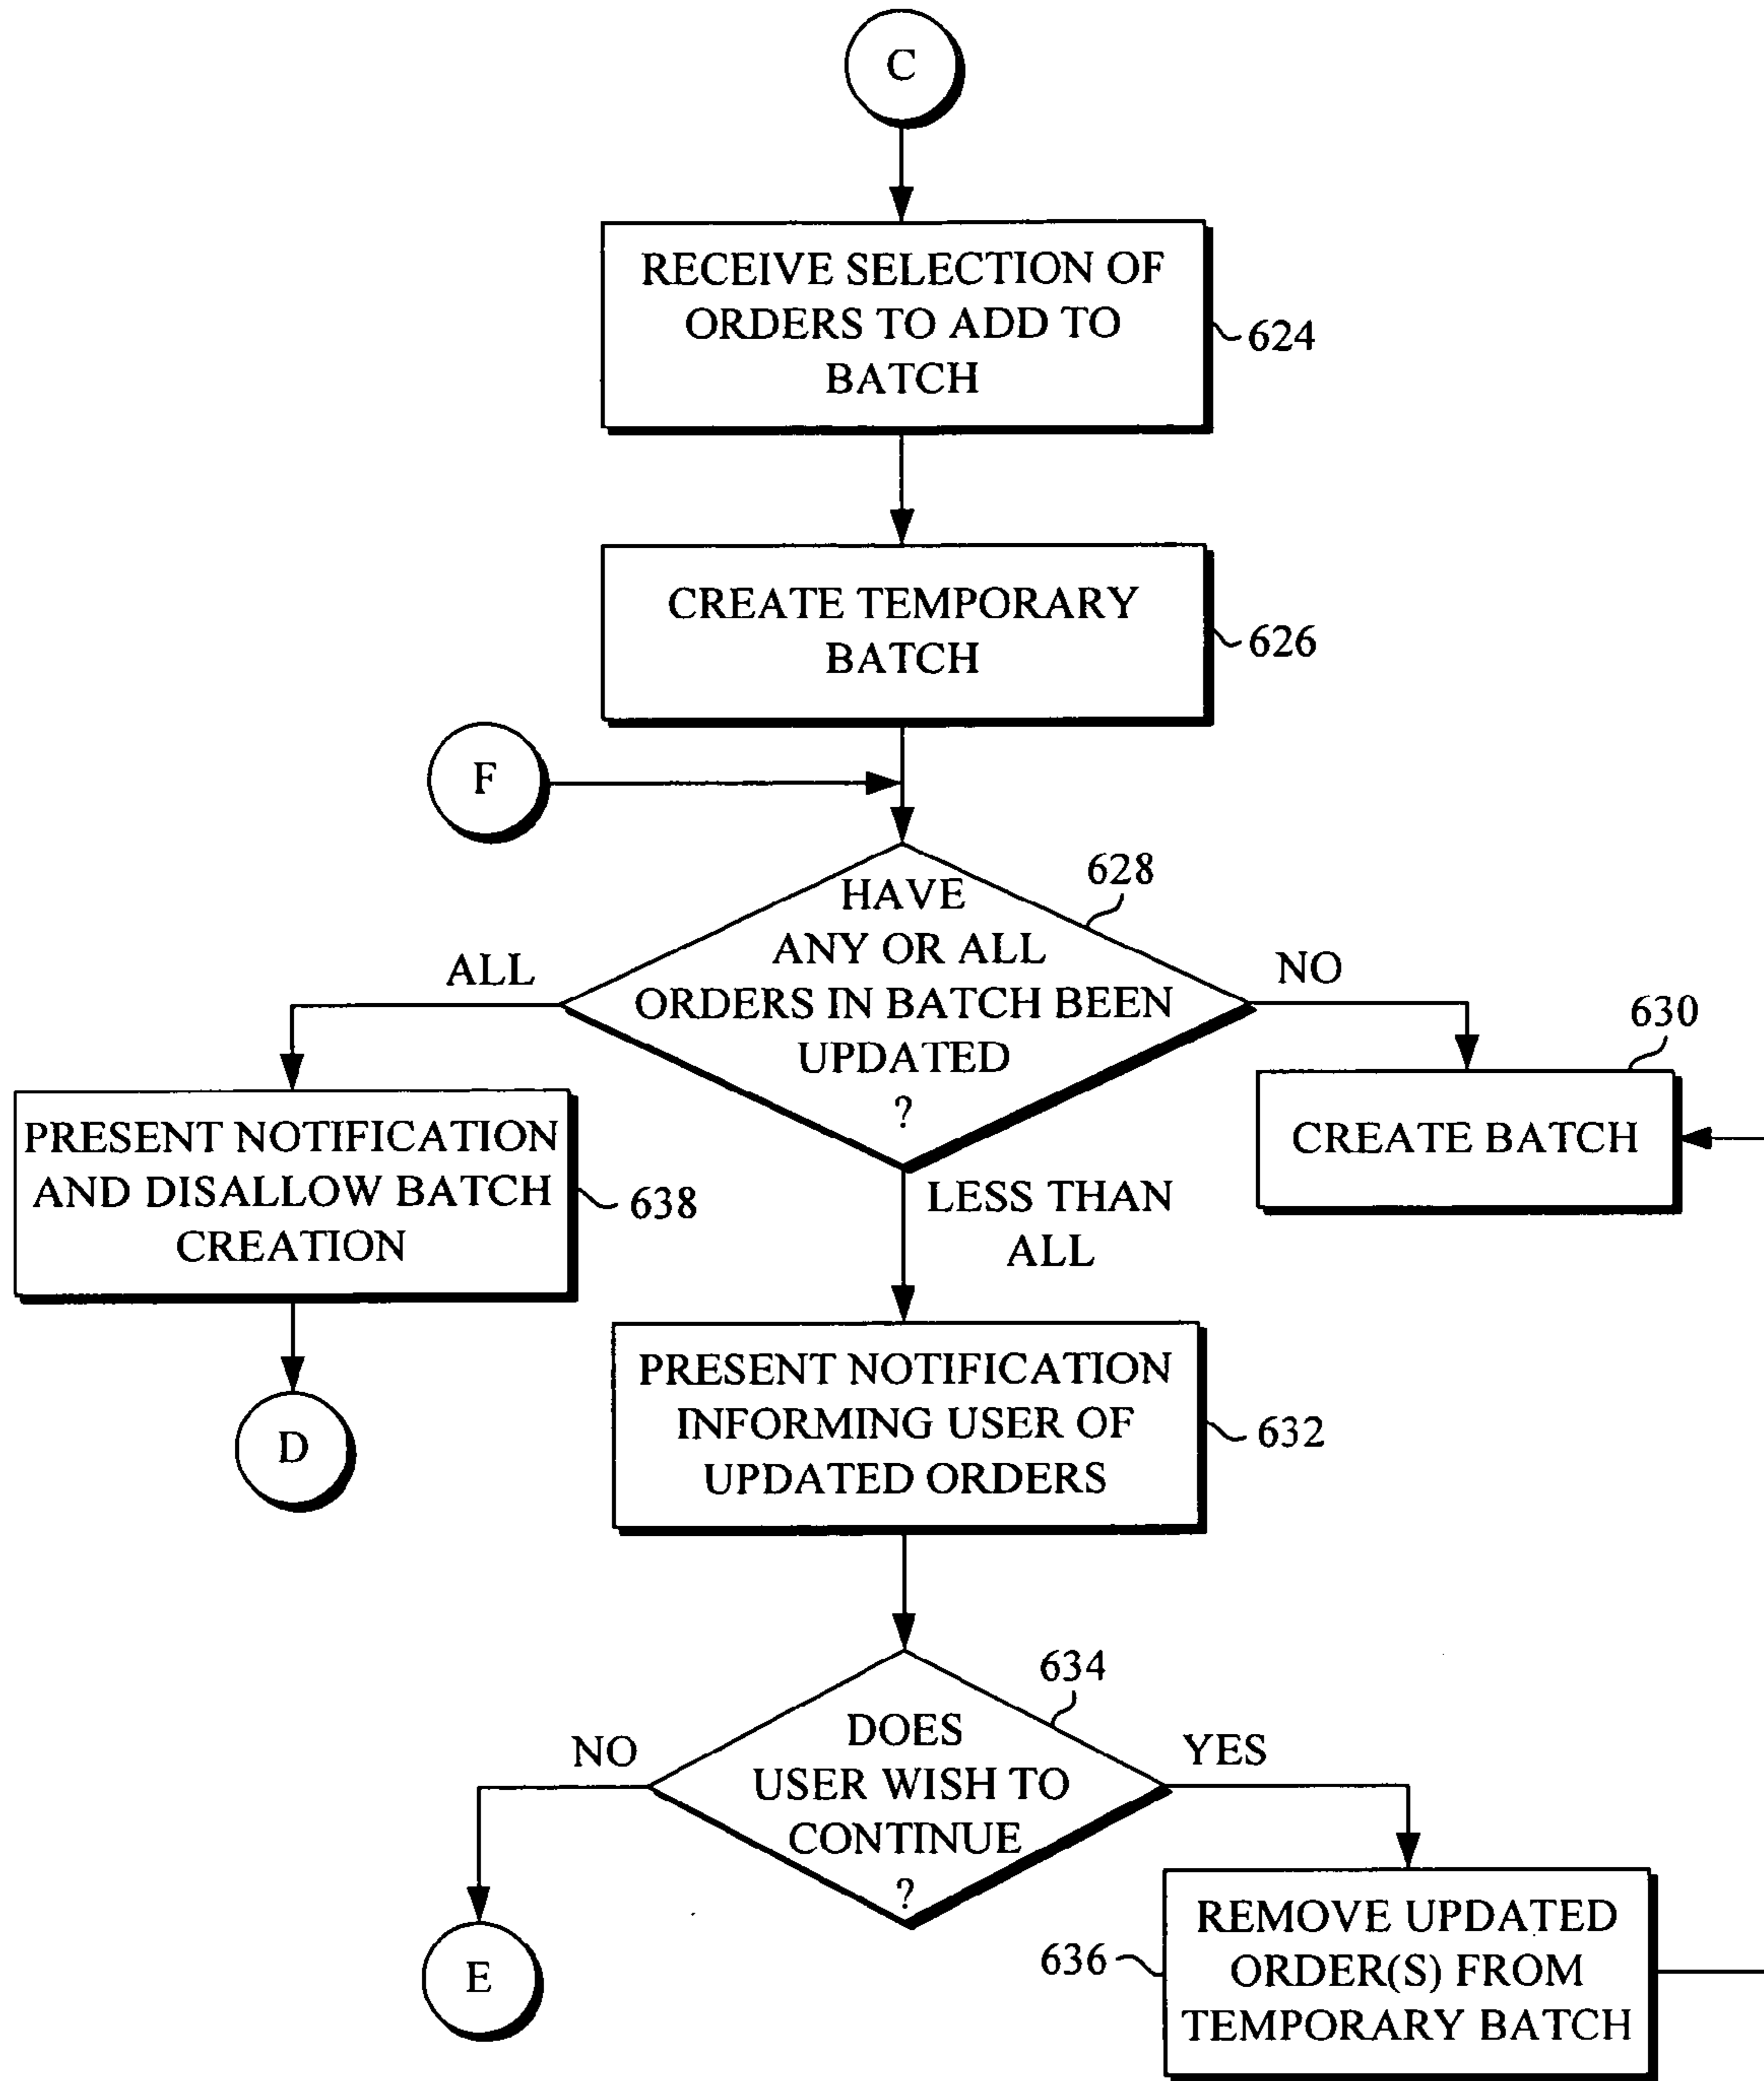 C
RECEIVE SELECTION OF
ORDERS TO ADD TO
BATCH
624
CREATE TEMPORARY
BATCH
626
F
628
HAVE
ANY OR ALL
ORDERS IN BATCH BEEN
UPDATED
?
ALL
NO
630
CREATE BATCH
PRESENT NOTIFICATION
AND DISALLOW BATCH
CREATION
638
LESS THAN
ALL
D
PRESENT NOTIFICATION
INFORMING USER OF
UPDATED ORDERS
632
634
DOES
USER WISH TO
CONTINUE
?
NO
YES
E
636
REMOVE UPDATED
ORDER(S) FROM
TEMPORARY BATCH